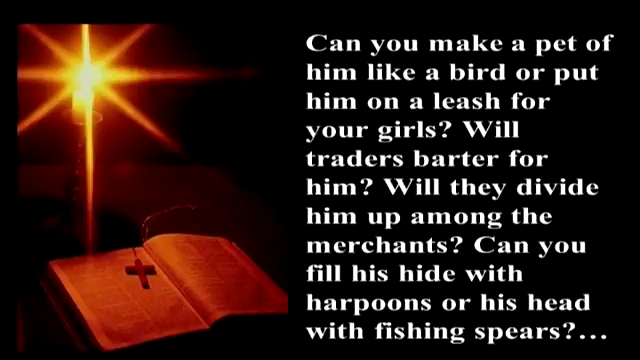 Can you make a pet of
him like a bird or put
him on a leash for
your girls? Will
traders barter for
him? Will they divide
him up among the
merchants? Can you
fill his hide with
harpoons or his head
with fishing spears?...